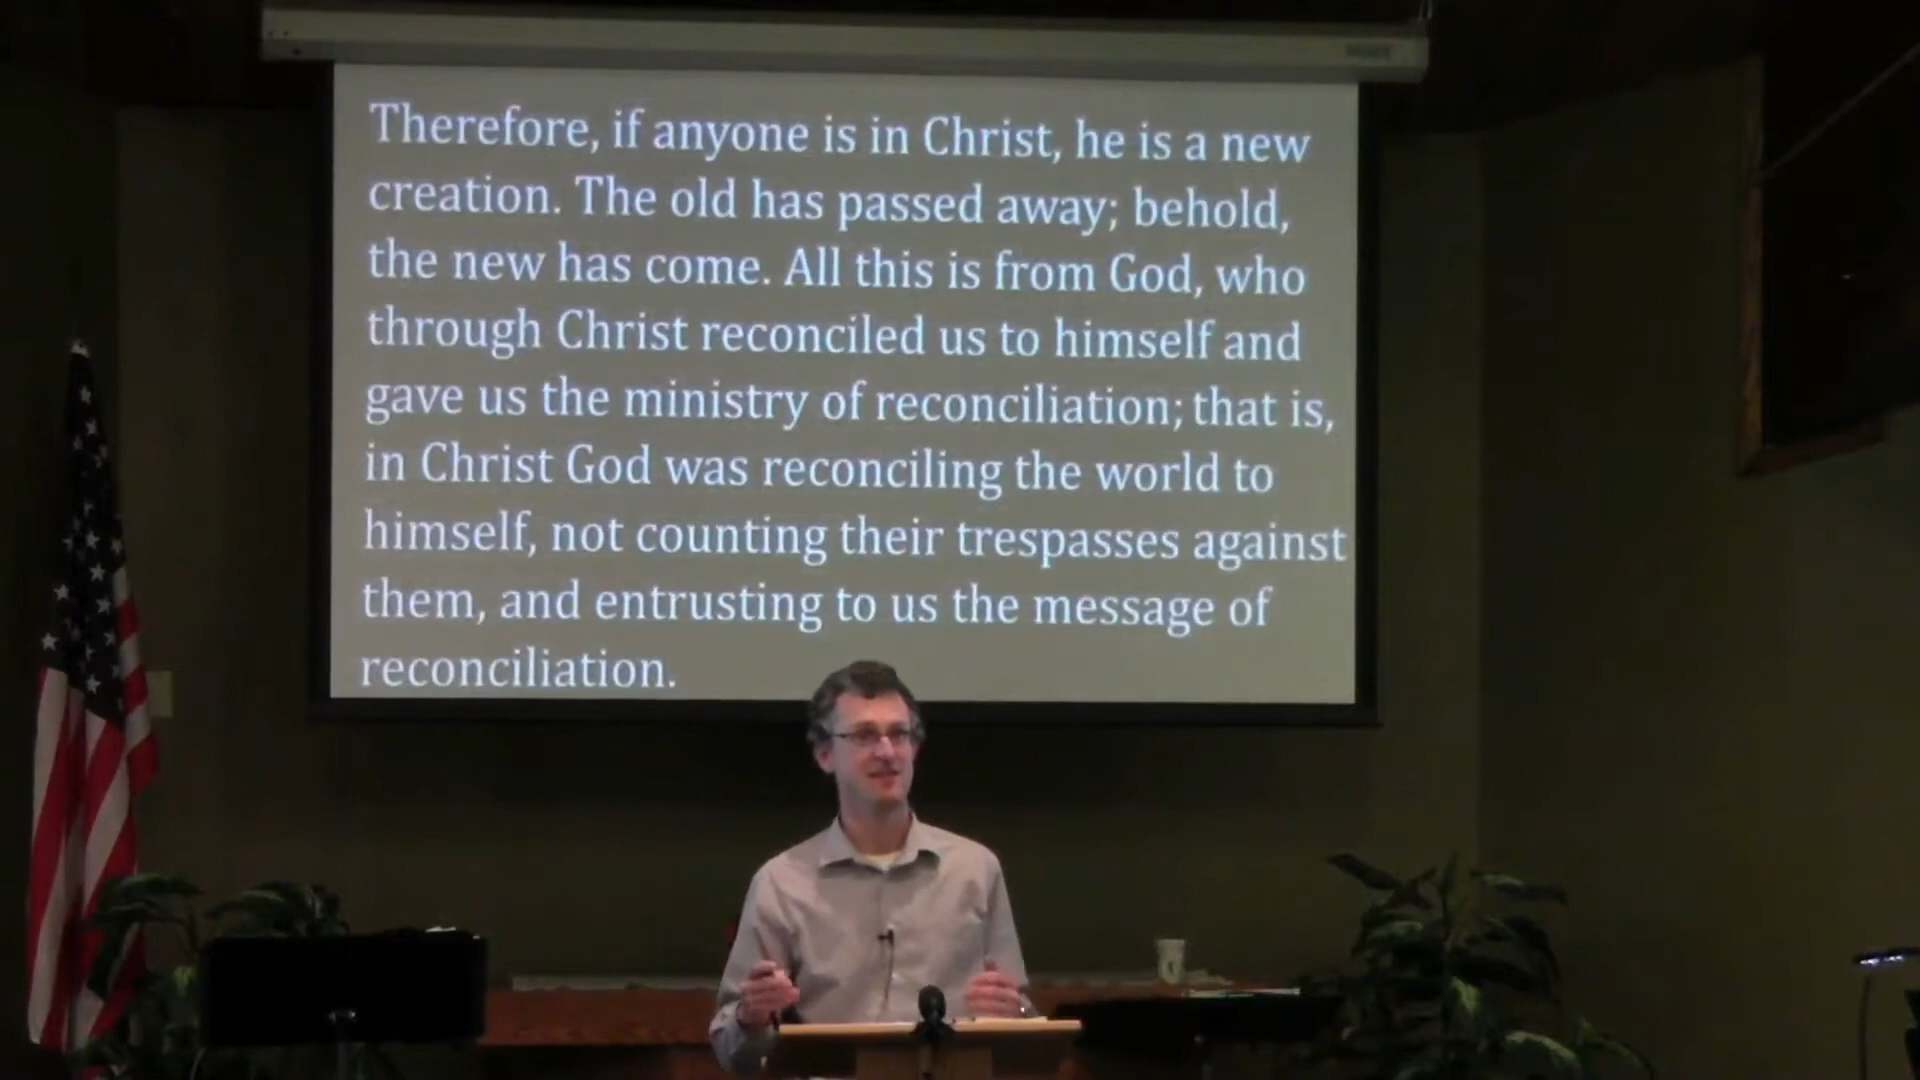 Therefore, if anyone is in Christ, he is a new
creation. The old has passed away; behold,
the new has come. All this is from God, who
through Christ reconciled us to himself and
gave us the ministry of reconciliation; that is,
in Christ God was reconciling the world to
himself, not counting their trespasses against
them, and entrusting to us the message of
reconciliation.